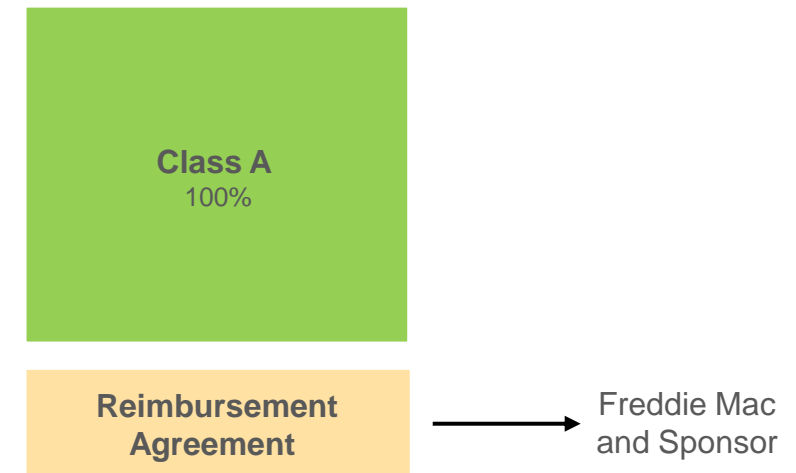 Class A
100%
Reimbursement
Agreement
Freddie Mac
and Sponsor